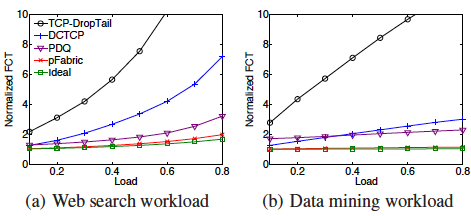 10
8
6
4
2
0
Normalized FCT
TCP-DropTail
DCTCP
PDQ
pFabric
Ideal
0.2 0.4 0.6 0.8
Load
(a) Web search workload
10
8
6
4
2
0
Normalized FCT
0.2 0.4 0.6 0.8
Load
(b) Data mining workload